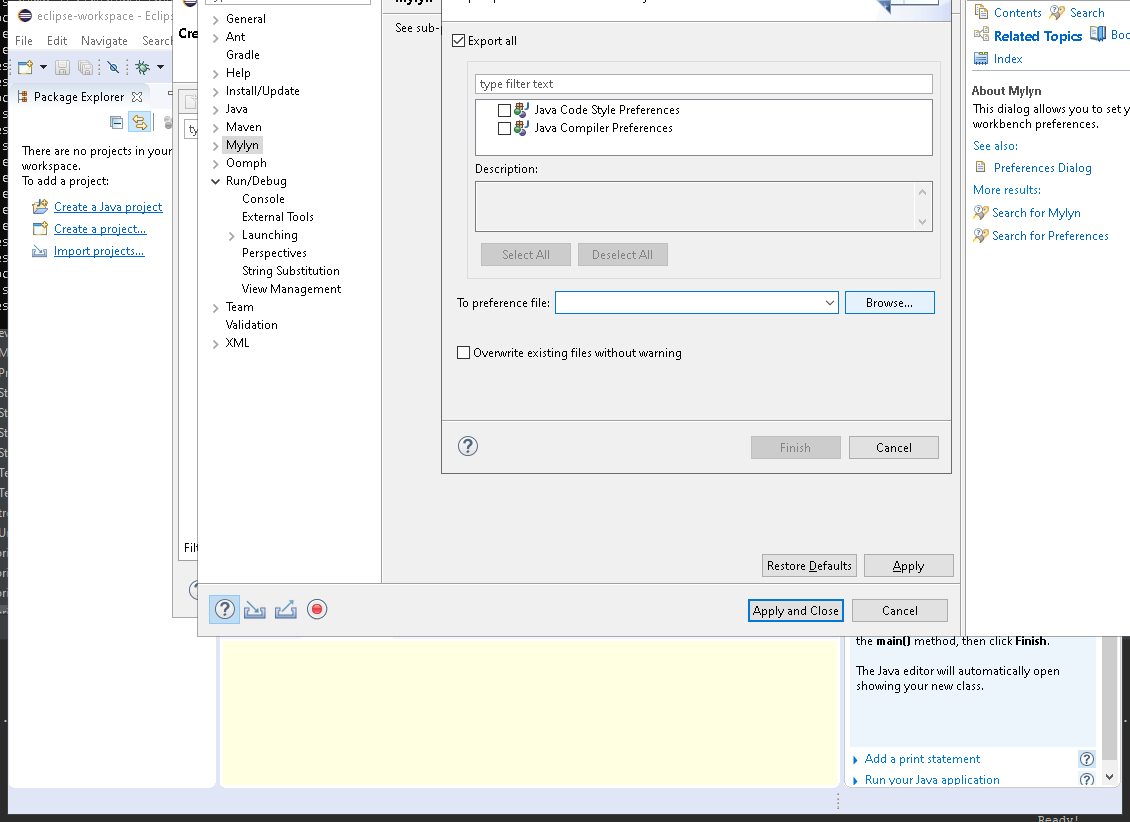 eclipse-workspace - Eclips
File Edit Navigate Search
Package Explorer
There are no projects in your
workspace.
To add a project:
Create a Java project
Create a project...
Import projects...
Cre
Filt
General
Ant
Gradle
Help
Install/Update
Java
Maven
Mylyn
Oomph
Run/Debug
Console
External Tools
Launching
Perspectives
String Substitution
View Management
Team
Validation
XML
Mylyn
See sub-
Export all
type filter text
Java Code Style Preferences
Java Compiler Preferences
Description:
Select All
Deselect All
To preference file:
Browse...
Overwrite existing files without warning
Finish
Cancel
Restore Defaults
Apply
Apply and Close
Cancel
Contents
Search
Related Topics
Boo
Index
About Mylyn
This dialog allows you to set y
workbench preferences.
See also:
Preferences Dialog
More results:
Search for Mylyn
Search for Preferences
the main() method, then click Finish.
The Java editor will automatically open
showing your new class.
Add a print statement
Run your Java application
Ready!